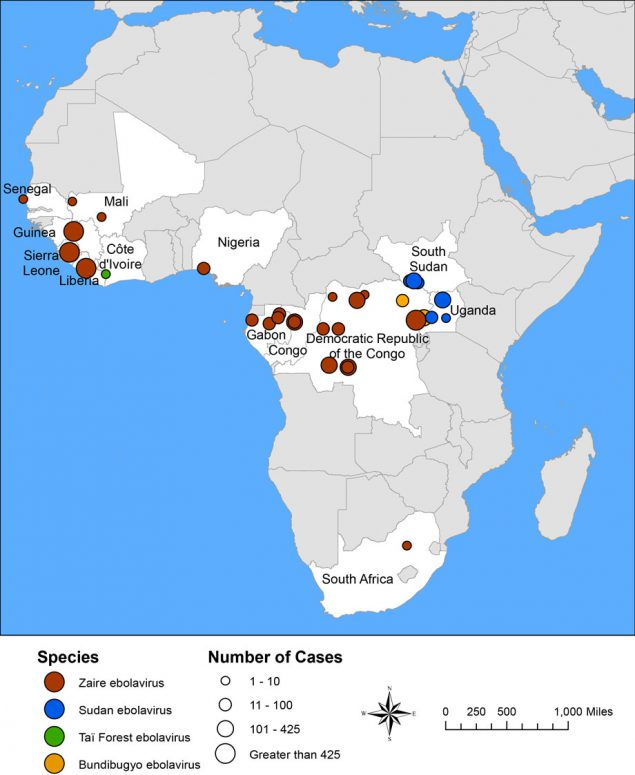 Senegal
Mali
Guinea
Sierra
Leone
Liberia
Côte
d'Ivoire
Nigeria
South
Sudan
Uganda
Gabon
Congo
Democratic Republic
of the Congo
South Africa
Species
Zaire ebolavirus
Sudan ebolavirus
Taï Forest ebolavirus
Bundibugyo ebolavirus
Number of Cases
1 - 10
11 - 100
101 - 425
Greater than 425
N
W E
S
0 250 500 1,000 Miles